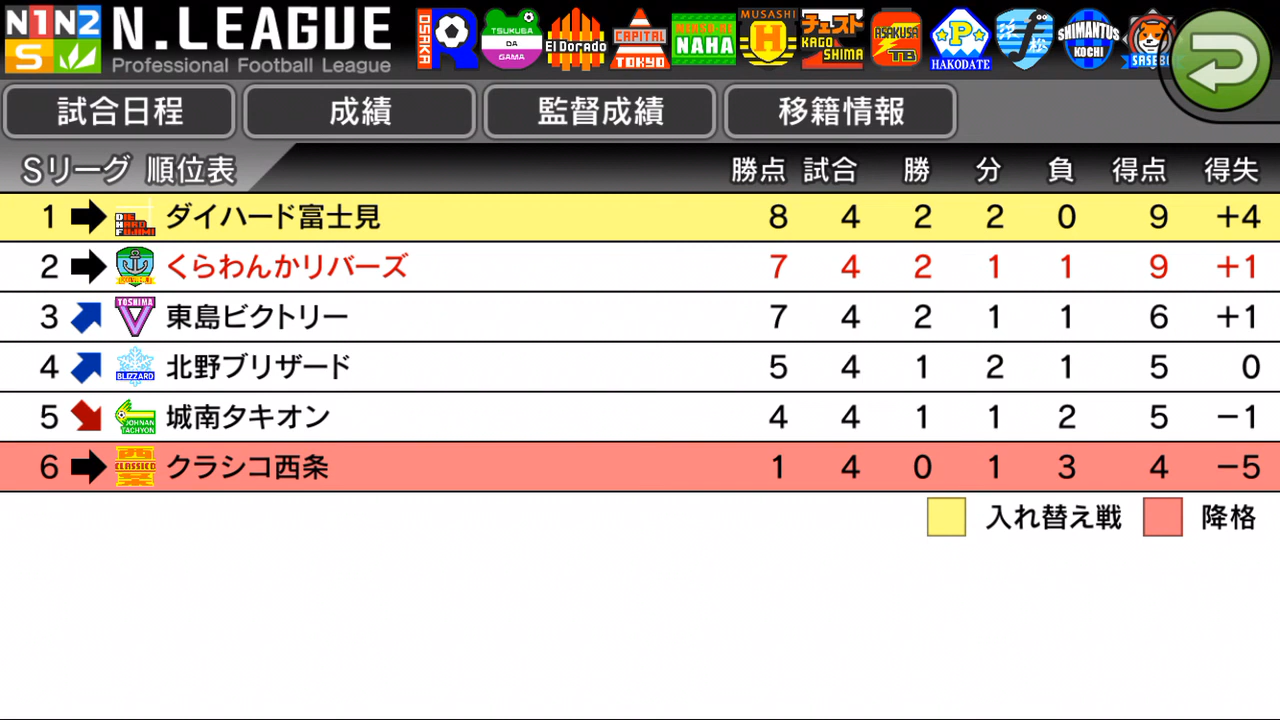 N1 N2 S N.LEAGUE
Professional Football League
OSAKA R TSUKUBA DA GAMA El Dorado CAPITAL TOKYO NAHA MUSASHI H チェスト KAGOSHIMA ASAKUSA TB P HAKODATE SHIMANTUS KOCHI
試合日程 成績 監督成績 移籍情報
Sリーグ 順位表 勝点 試合 勝 分 負 得点 得失
1 ダイハード富士見 8 4 2 2 0 9 +4
2 くらわんかリバーズ 7 4 2 1 1 9 +1
3 TOSHIMA V 東島ビクトリー 7 4 2 1 1 6 +1
4 BLIZZARD 北野ブリザード 5 4 1 2 1 5 0
5 JOHNAN TACHYON 城南タキオン 4 4 1 1 2 5 −1
6 CLASSICO クラシコ西条 1 4 0 1 3 4 −5
入れ替え戦 降格